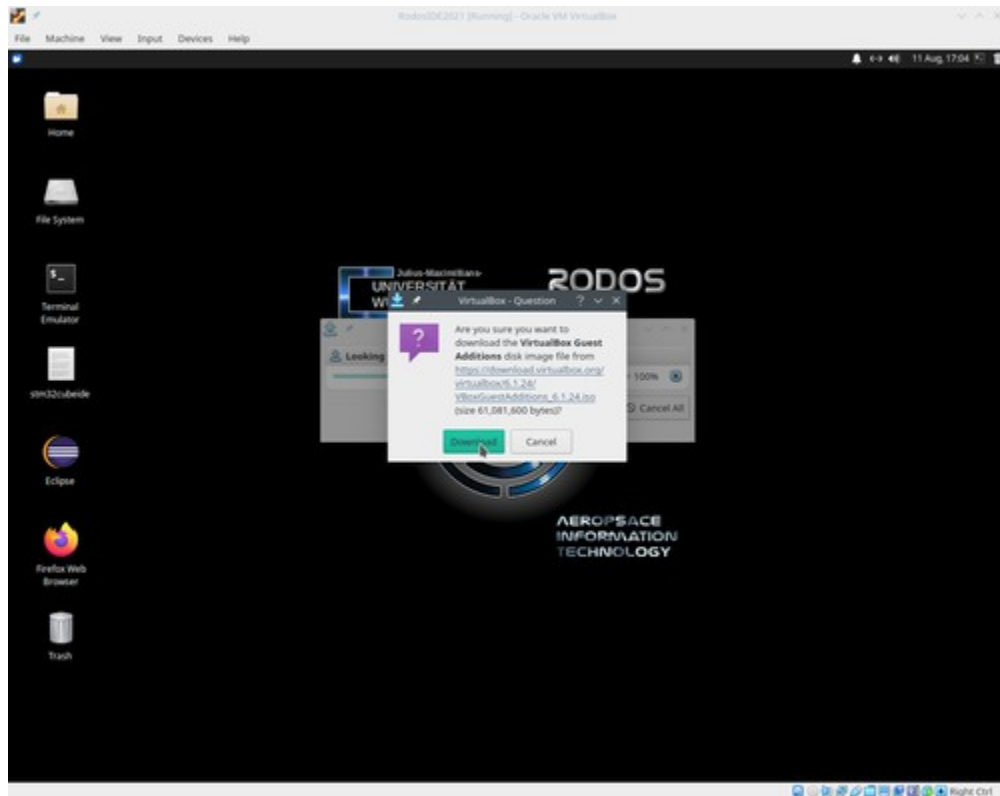 RodosIDE2021 [Running] - Oracle VM VirtualBox
File Machine View Input Devices Help
11 Aug, 17:04
Home
File System
Terminal
Emulator
stm32cubeide
Eclipse
Firefox Web
Browser
Trash
Julius-Maximilians-
UNIVERSITÄT
RODOS
VirtualBox - Question
Looking
100%
Cancel All
Are you sure you want to
download the VirtualBox Guest
Additions disk image file from
https://download.virtualbox.org/
virtualbox/6.1.24/
VBoxGuestAdditions_6.1.24.iso
(size 61,081,600 bytes)?
Download Cancel
AEROPSACE
INFORMATION
TECHNOLOGY
Right Ctrl